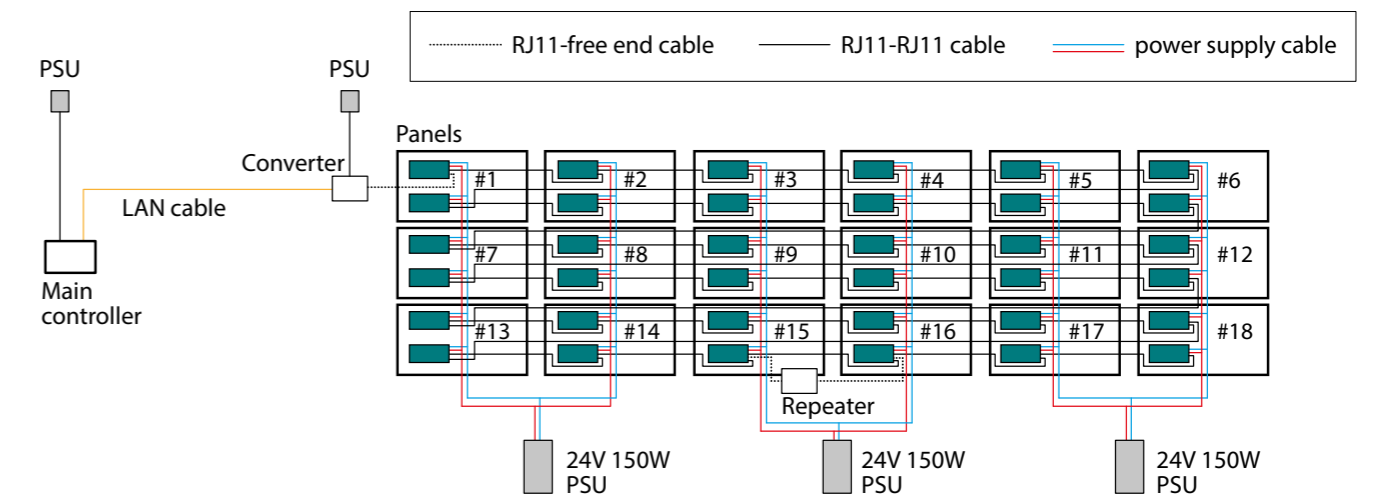 RJ11-free end cable
RJ11-RJ11 cable
power supply cable
PSU
PSU
Panels
Converter
LAN cable
Main
controller
#1
#2
#3
#4
#5
#6
#7
#8
#9
#10
#11
#12
#13
#14
#15
#16
#17
#18
Repeater
24V 150W
PSU
24V 150W
PSU
24V 150W
PSU